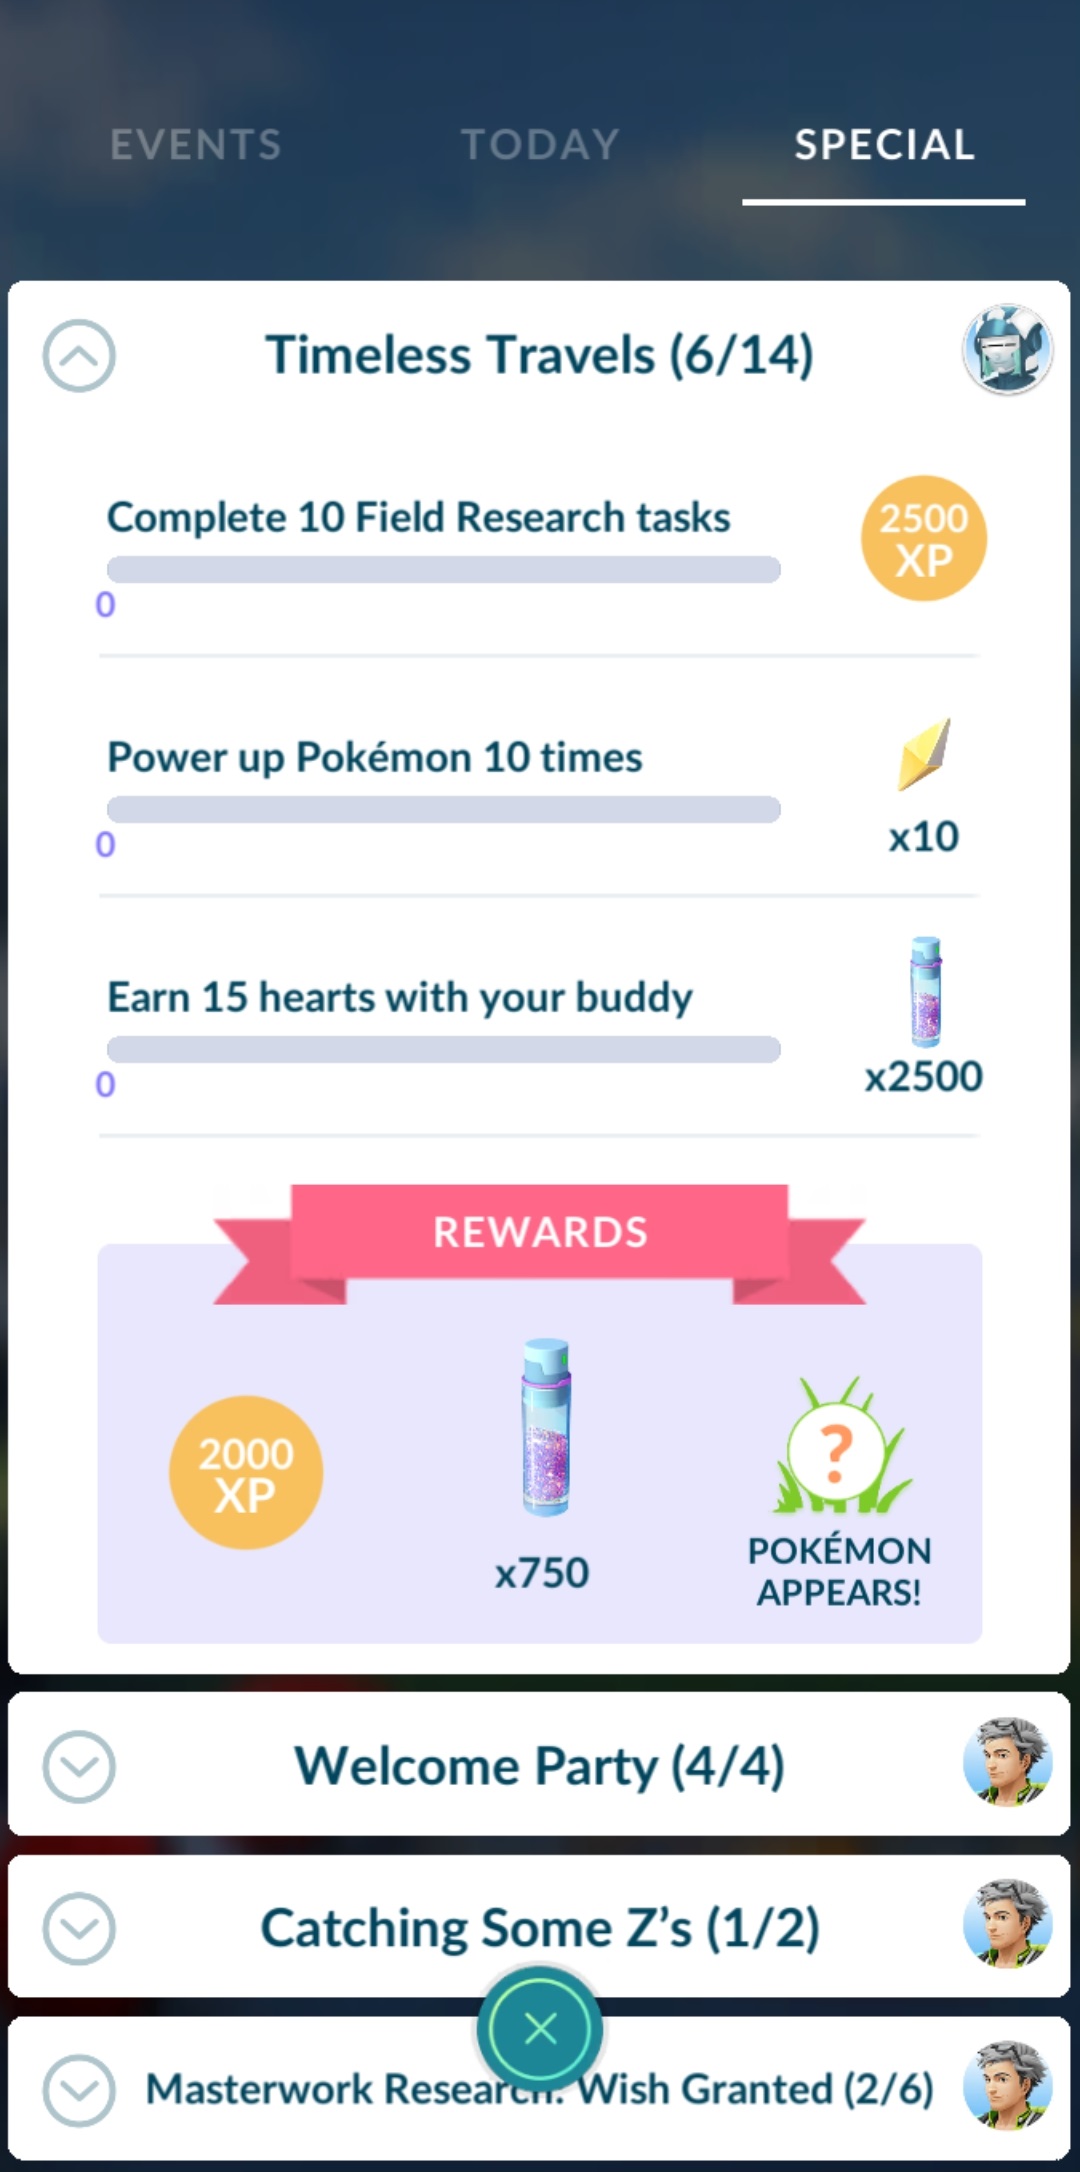 EVENTS TODAY SPECIAL
Timeless Travels (6/14)
Complete 10 Field Research tasks
2500
XP
0
Power up Pokémon 10 times
0
x10
Earn 15 hearts with your buddy
0
x2500
REWARDS
2000
XP
x750
?
POKÉMON
APPEARS!
Welcome Party (4/4)
Catching Some Z’s (1/2)
Masterwork Research: Wish Granted (2/6)